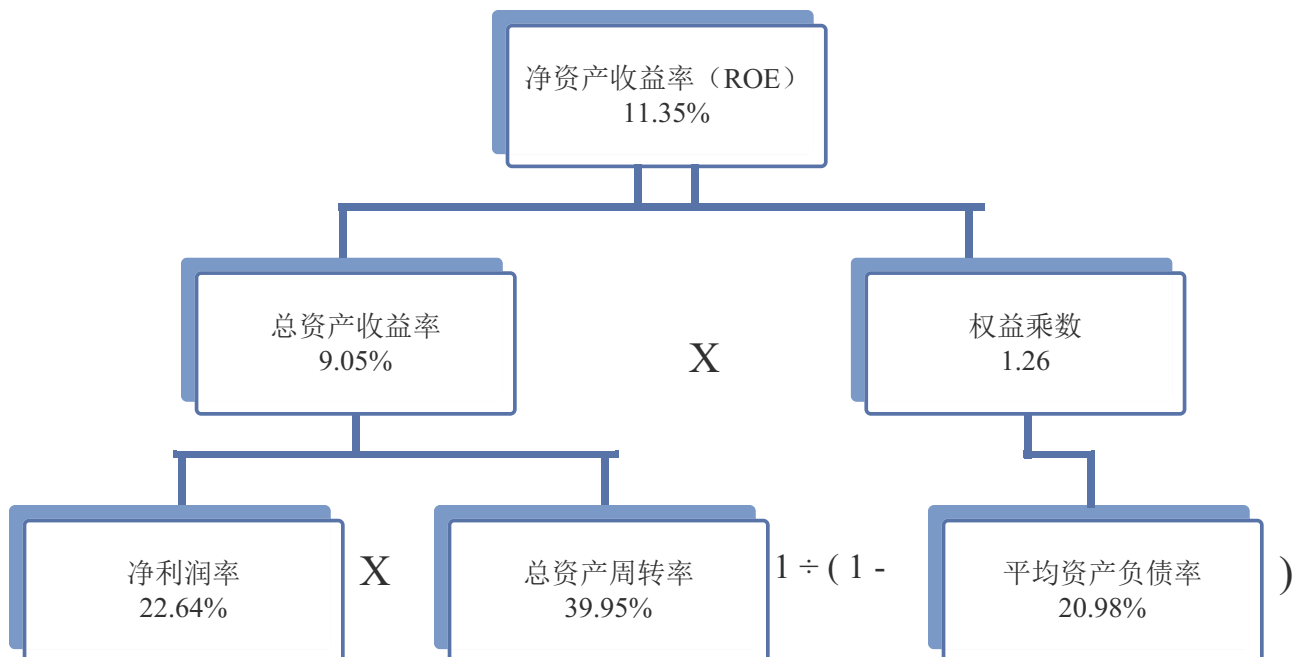 净资产收益率（ROE）
11.35%
总资产收益率
9.05%
X
权益乘数
1.26
净利润率
22.64%
X
总资产周转率
39.95%
1 ÷ ( 1 -
平均资产负债率
20.98%
)